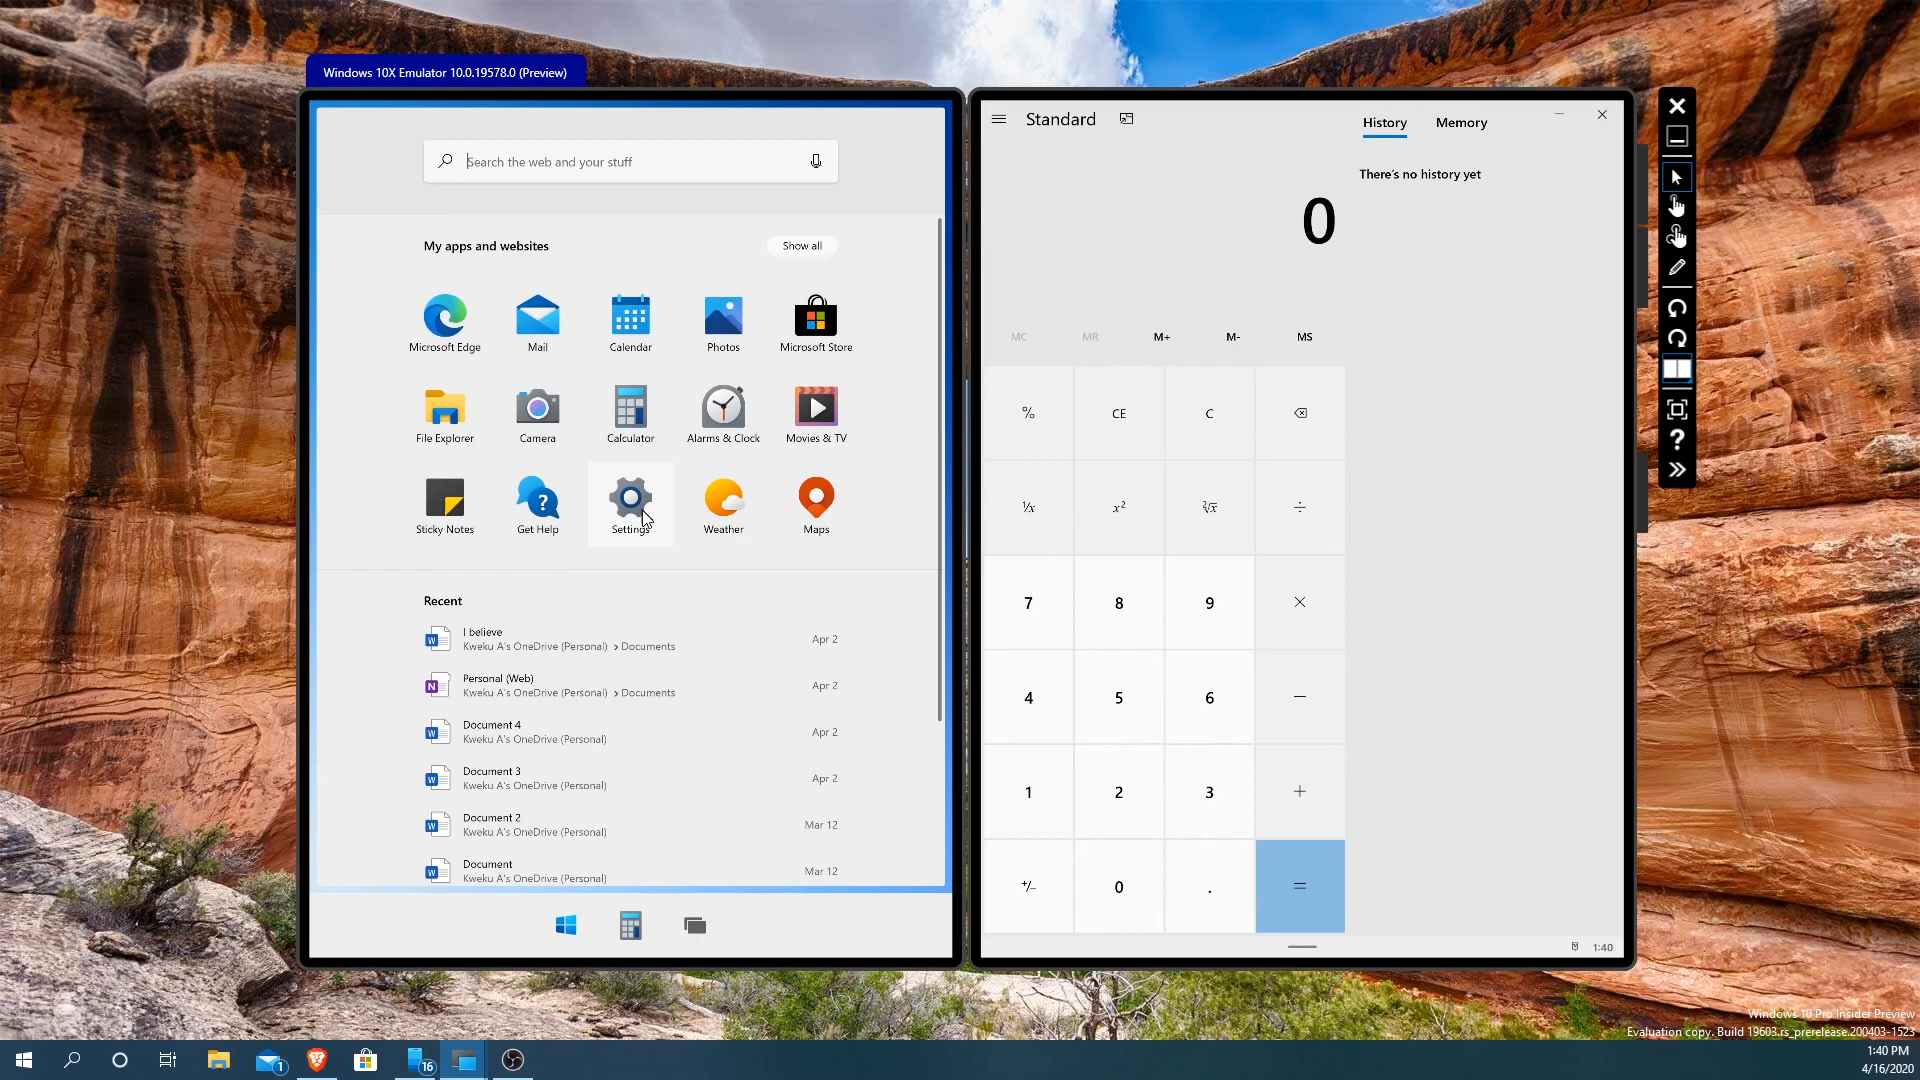 Windows 10X Emulator 10.0.19578.0 (Preview)
Search the web and your stuff
My apps and websites
Show all
Microsoft Edge
Mail
Calendar
Photos
Microsoft Store
File Explorer
Camera
Calculator
Alarms & Clock
Movies & TV
Sticky Notes
Get Help
Settings
Weather
Maps
Recent
I believe
Kweku A's OneDrive (Personal) > Documents
Apr 2
Personal (Web)
Kweku A's OneDrive (Personal) > Documents
Apr 2
Document 4
Kweku A's OneDrive (Personal)
Apr 2
Document 3
Kweku A's OneDrive (Personal)
Apr 2
Document 2
Kweku A's OneDrive (Personal)
Mar 12
Document
Kweku A's OneDrive (Personal)
Mar 12
Standard
History
Memory
There's no history yet
0
MC
MR
M+
M-
MS
%
CE
C
⅟x
x²
²√x
÷
7
8
9
×
4
5
6
−
1
2
3
+
+/−
0
.
=
1:40
?
Windows 10 Pro Insider Preview
Evaluation copy. Build 19603.rs_prerelease.200403-1523
1
16
1:40 PM
4/16/2020